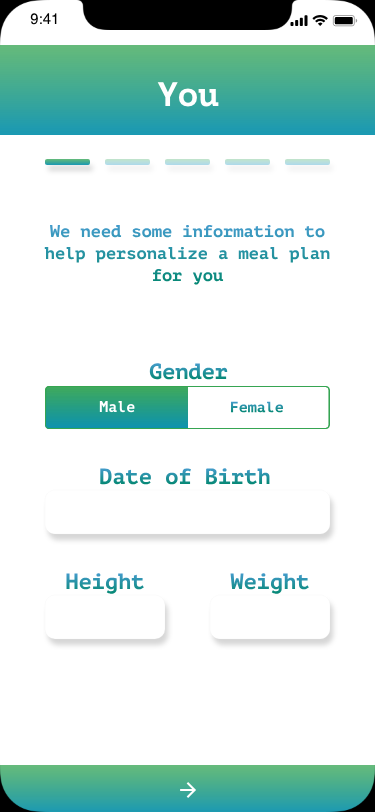 9:41
You
We need some information to
help personalize a meal plan
for you
Gender
Male Female
Date of Birth
Height Weight